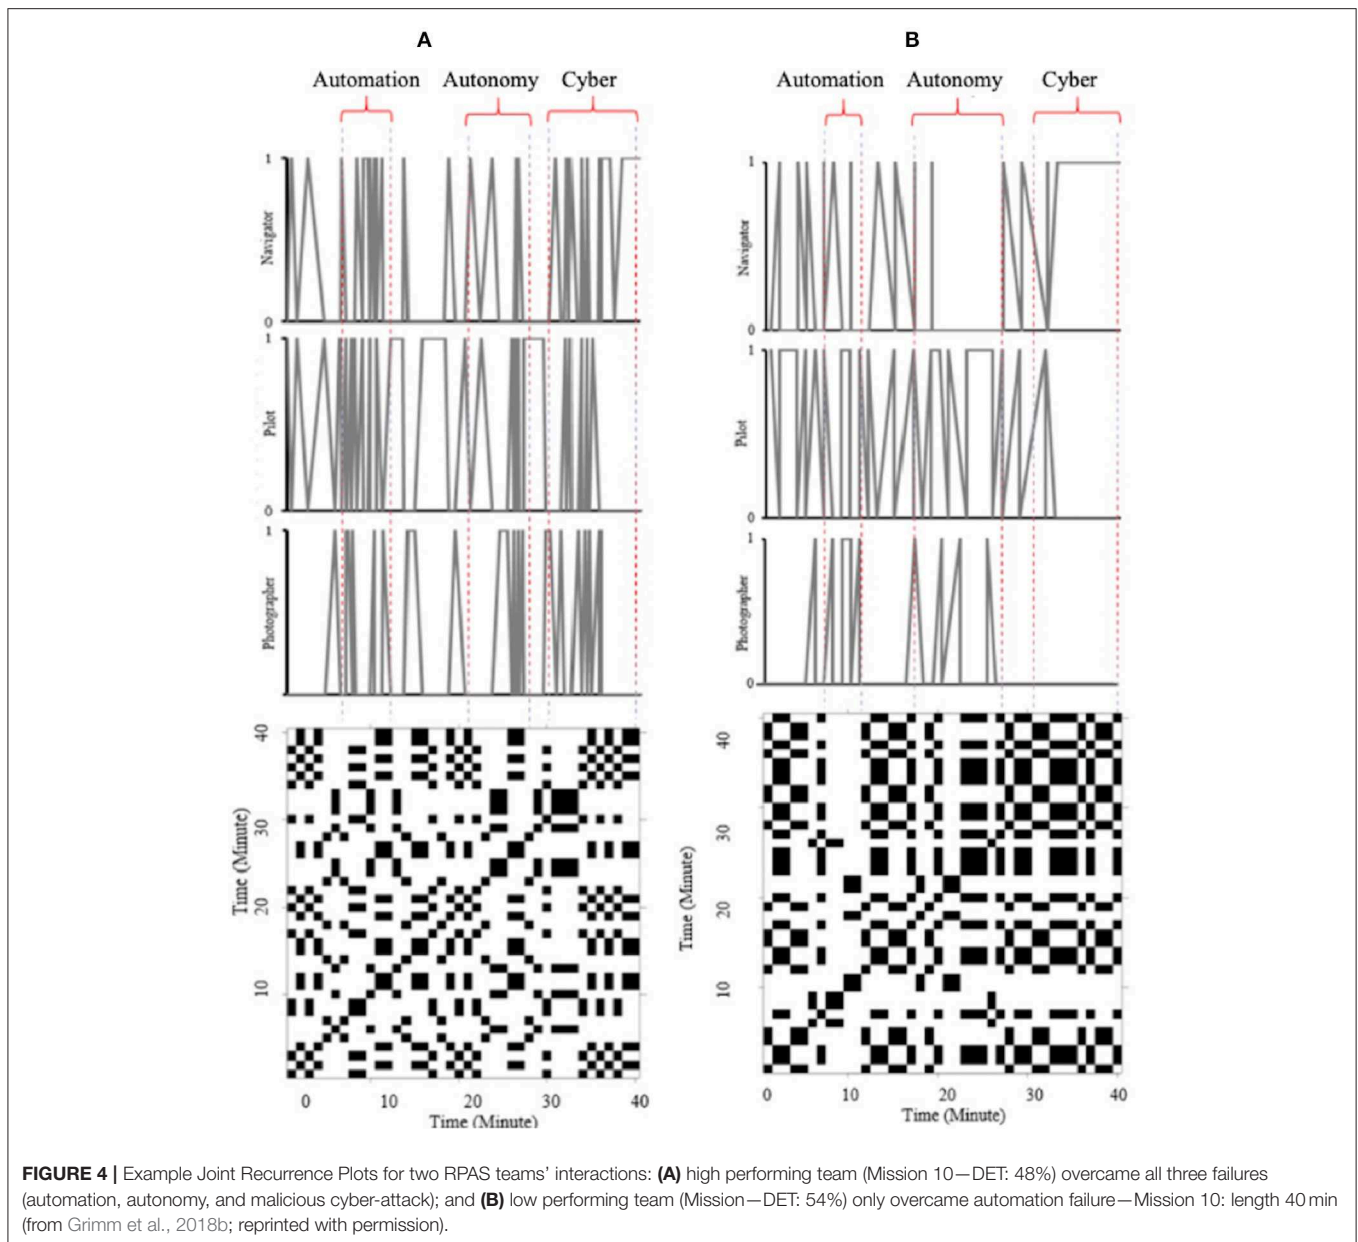 A
B
Automation Autonomy Cyber
Automation Autonomy Cyber
1
Navigator
0
1
Pilot
0
1
Photographer
1
Navigator
0
1
Pilot
0
1
Photographer
0
40
30
20
10
Time (Minute)
0 10 20 30 40
Time (Minute)
40
30
20
10
Time (Minute)
0 10 20 30 40
Time (Minute)
FIGURE 4 | Example Joint Recurrence Plots for two RPAS teams' interactions: (A) high performing team (Mission 10—DET: 48%) overcame all three failures
(automation, autonomy, and malicious cyber-attack); and (B) low performing team (Mission—DET: 54%) only overcame automation failure—Mission 10: length 40 min
(from Grimm et al., 2018b; reprinted with permission).